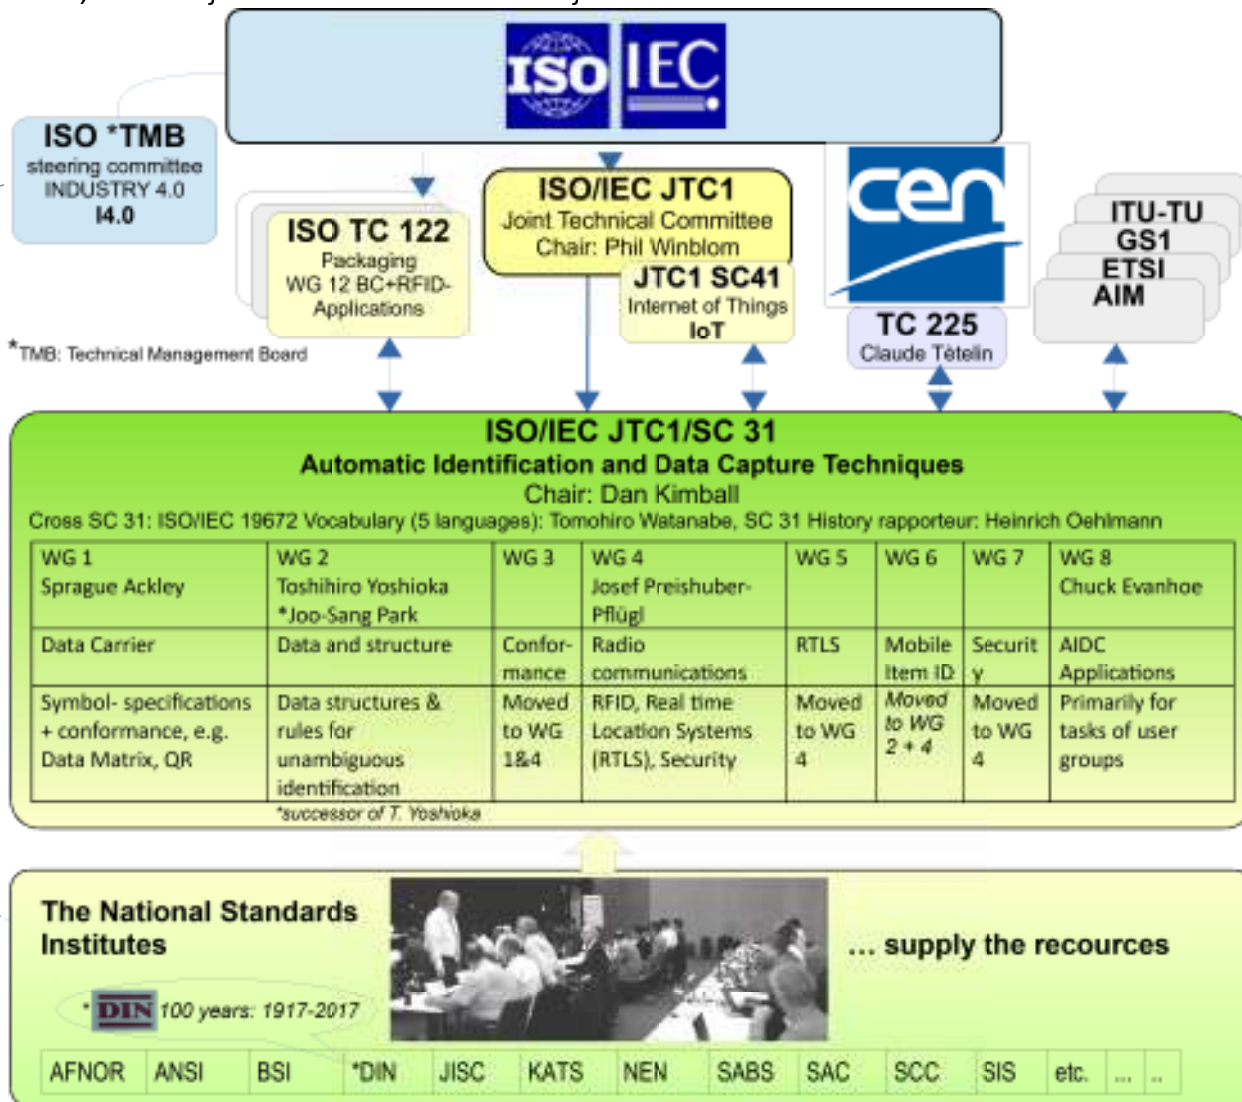 ISO IEC
ISO *TMB
steering committee
INDUSTRY 4.0
I4.0
*TMB: Technical Management Board
ISO TC 122
Packaging
WG 12 BC+RFID-
Applications
ISO/IEC JTC1
Joint Technical Committee
Chair: Phil Winblom
JTC1 SC41
Internet of Things
IoT
cen
TC 225
Claude Tètelin
ITU-TU
GS1
ETSI
AIM
ISO/IEC JTC1/SC 31
Automatic Identification and Data Capture Techniques
Chair: Dan Kimball
Cross SC 31: ISO/IEC 19672 Vocabulary (5 languages): Tomohiro Watanabe, SC 31 History rapporteur: Heinrich Oehlmann
WG 1
Sprague Ackley
WG 2
Toshihiro Yoshioka
*Joo-Sang Park
WG 3
WG 4
Josef Preishuber-
Pflügl
WG 5
WG 6
WG 7
WG 8
Chuck Evanhoe
Data Carrier
Data and structure
Confor-
mance
Radio
communications
RTLS
Mobile
Item ID
Securit
y
AIDC
Applications
Symbol- specifications
+ conformance, e.g.
Data Matrix, QR
Data structures &
rules for
unambiguous
identification
Moved
to WG
1&4
RFID, Real time
Location Systems
(RTLS), Security
Moved
to WG
4
Moved
to WG
2 + 4
Moved
to WG
4
Primarily for
tasks of user
groups
*successor of T. Yoshioka
The National Standards
Institutes
... supply the recources
* DIN 100 years: 1917-2017
AFNOR ANSI BSI *DIN JISC KATS NEN SABS SAC SCC SIS etc. ... ..